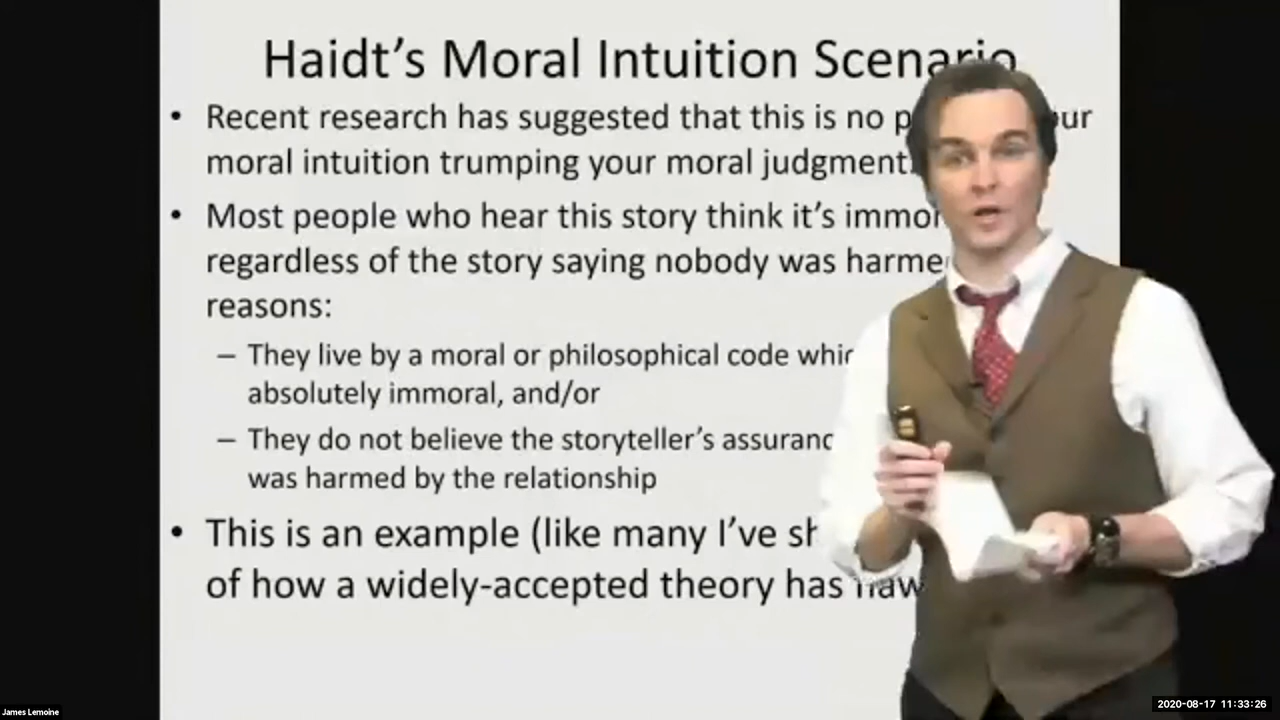 Haidt's Moral Intuition Scenario
• Recent research has suggested that this is no
moral intuition trumping your moral judgment.
• Most people who hear this story think it's
regardless of the story saying nobody was
reasons:
– They live by a moral or philosophical code
absolutely immoral, and/or
– They do not believe the storyteller's
was harmed by the relationship
• This is an example (like many I've
of how a widely-accepted theory has
James Lemoine
2020-08-17 11:33:26